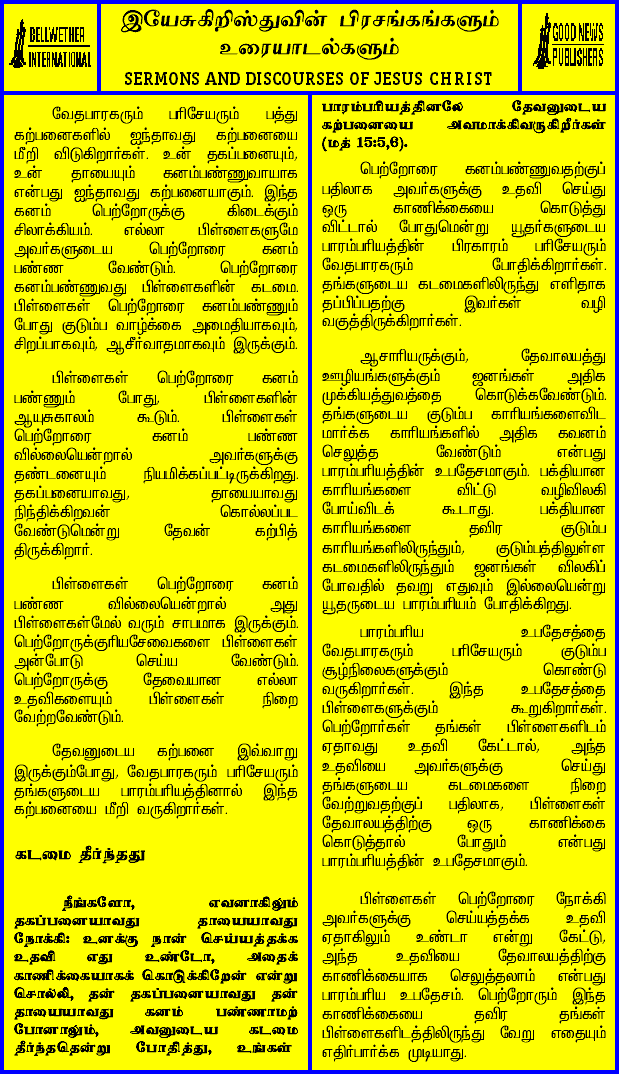 BELLWETHER
INTERNATIONAL
இயேசுகிறிஸ்துவின் பிரசங்கங்களும்
உரையாடல்களும்
SERMONS AND DISCOURSES OF JESUS CHRIST
GOOD NEWS
PUBLISHERS
வேதபாரகரும் பரிசேயரும் பத்து
கற்பனைகளில் ஐந்தாவது கற்பனையை
மீறி விடுகிறார்கள். உன் தகப்பனையும்,
உன் தாயையும் கனம்பண்ணுவாயாக
என்பது ஐந்தாவது கற்பனையாகும். இந்த
கனம் பெற்றோருக்கு கிடைக்கும்
சிலாக்கியம். எல்லா பிள்ளைகளுமே
அவர்களுடைய பெற்றோரை கனம்
பண்ண வேண்டும். பெற்றோரை
கனம்பண்ணுவது பிள்ளைகளின் கடமை.
பிள்ளைகள் பெற்றோரை கனம்பண்ணும்
போது குடும்ப வாழ்க்கை அமைதியாகவும்,
சிறப்பாகவும், ஆசீர்வாதமாகவும் இருக்கும்.
பிள்ளைகள் பெற்றோரை கனம்
பண்ணும் போது, பிள்ளைகளின்
ஆயுசுகாலம் கூடும். பிள்ளைகள்
பெற்றோரை கனம் பண்ண
வில்லையென்றால் அவர்களுக்கு
தண்டனையும் நியமிக்கப்பட்டிருக்கிறது.
தகப்பனையாவது, தாயையாவது
நிந்திக்கிறவன் கொல்லப்பட
வேண்டுமென்று தேவன் கற்பித்
திருக்கிறார்.
பிள்ளைகள் பெற்றோரை கனம்
பண்ண வில்லையென்றால் அது
பிள்ளைகள்மேல் வரும் சாபமாக இருக்கும்.
பெற்றோருக்குரியசேவைகளை பிள்ளைகள்
அன்போடு செய்ய வேண்டும்.
பெற்றோருக்கு தேவையான எல்லா
உதவிகளையும் பிள்ளைகள் நிறை
வேற்றவேண்டும்.
தேவனுடைய கற்பனை இவ்வாறு
இருக்கும்போது, வேதபாரகரும் பரிசேயரும்
தங்களுடைய பாரம்பரியத்தினால் இந்த
கற்பனையை மீறி வருகிறார்கள்.
கடமை தீர்ந்தது
நீங்களோ, எவனாகிலும்
தகப்பனையாவது தாயையாவது
நோக்கி: உனக்கு நான் செய்யத்தக்க
உதவி எது உண்டோ, அதைக்
காணிக்கையாகக் கொடுக்கிறேன் என்று
சொல்லி, தன் தகப்பனையாவது தன்
தாயையாவது கனம் பண்ணாமற்
போனாலும், அவனுடைய கடமை
தீர்ந்ததென்று போதித்து, உங்கள்
பாரம்பரியத்தினாலே தேவனுடைய
கற்பனையை அவமாக்கிவருகிறீர்கள்
(மத் 15:5,6).
பெற்றோரை கனம்பண்ணுவதற்குப்
பதிலாக அவர்களுக்கு உதவி செய்து
ஒரு காணிக்கையை கொடுத்து
விட்டால் போதுமென்று யூதர்களுடைய
பாரம்பரியத்தின் பிரகாரம் பரிசேயரும்
வேதபாரகரும் போதிக்கிறார்கள்.
தங்களுடைய கடமைகளிலிருந்து எளிதாக
தப்பிப்பதற்கு இவர்கள் வழி
வகுத்திருக்கிறார்கள்.
ஆசாரியருக்கும், தேவாலயத்து
ஊழியங்களுக்கும் ஜனங்கள் அதிக
முக்கியத்துவத்தை கொடுக்கவேண்டும்.
தங்களுடைய குடும்ப காரியங்களைவிட
மார்க்க காரியங்களில் அதிக கவனம்
செலுத்த வேண்டும் என்பது
பாரம்பரியத்தின் உபதேசமாகும். பக்தியான
காரியங்களை விட்டு வழிவிலகி
போய்விடக் கூடாது. பக்தியான
காரியங்களை தவிர குடும்ப
காரியங்களிலிருந்தும், குடும்பத்திலுள்ள
கடமைகளிலிருந்தும் ஜனங்கள் விலகிப்
போவதில் தவறு எதுவும் இல்லையென்று
யூதருடைய பாரம்பரியம் போதிக்கிறது.
பாரம்பரிய உபதேசத்தை
வேதபாரகரும் பரிசேயரும் குடும்ப
சூழ்நிலைகளுக்கும் கொண்டு
வருகிறார்கள். இந்த உபதேசத்தை
பிள்ளைகளுக்கும் கூறுகிறார்கள்.
பெற்றோர்கள் தங்கள் பிள்ளைகளிடம்
ஏதாவது உதவி கேட்டால், அந்த
உதவியை அவர்களுக்கு செய்து
தங்களுடைய கடமைகளை நிறை
வேற்றுவதற்குப் பதிலாக, பிள்ளைகள்
தேவாலயத்திற்கு ஒரு காணிக்கை
கொடுத்தால் போதும் என்பது
பாரம்பரியத்தின் உபதேசமாகும்.
பிள்ளைகள் பெற்றோரை நோக்கி
அவர்களுக்கு செய்யத்தக்க உதவி
ஏதாகிலும் உண்டா என்று கேட்டு,
அந்த உதவியை தேவாலயத்திற்கு
காணிக்கையாக செலுத்தலாம் என்பது
பாரம்பரிய உபதேசம். பெற்றோரும் இந்த
காணிக்கையை தவிர தங்கள்
பிள்ளைகளிடத்திலிருந்து வேறு எதையும்
எதிர்பார்க்க முடியாது.